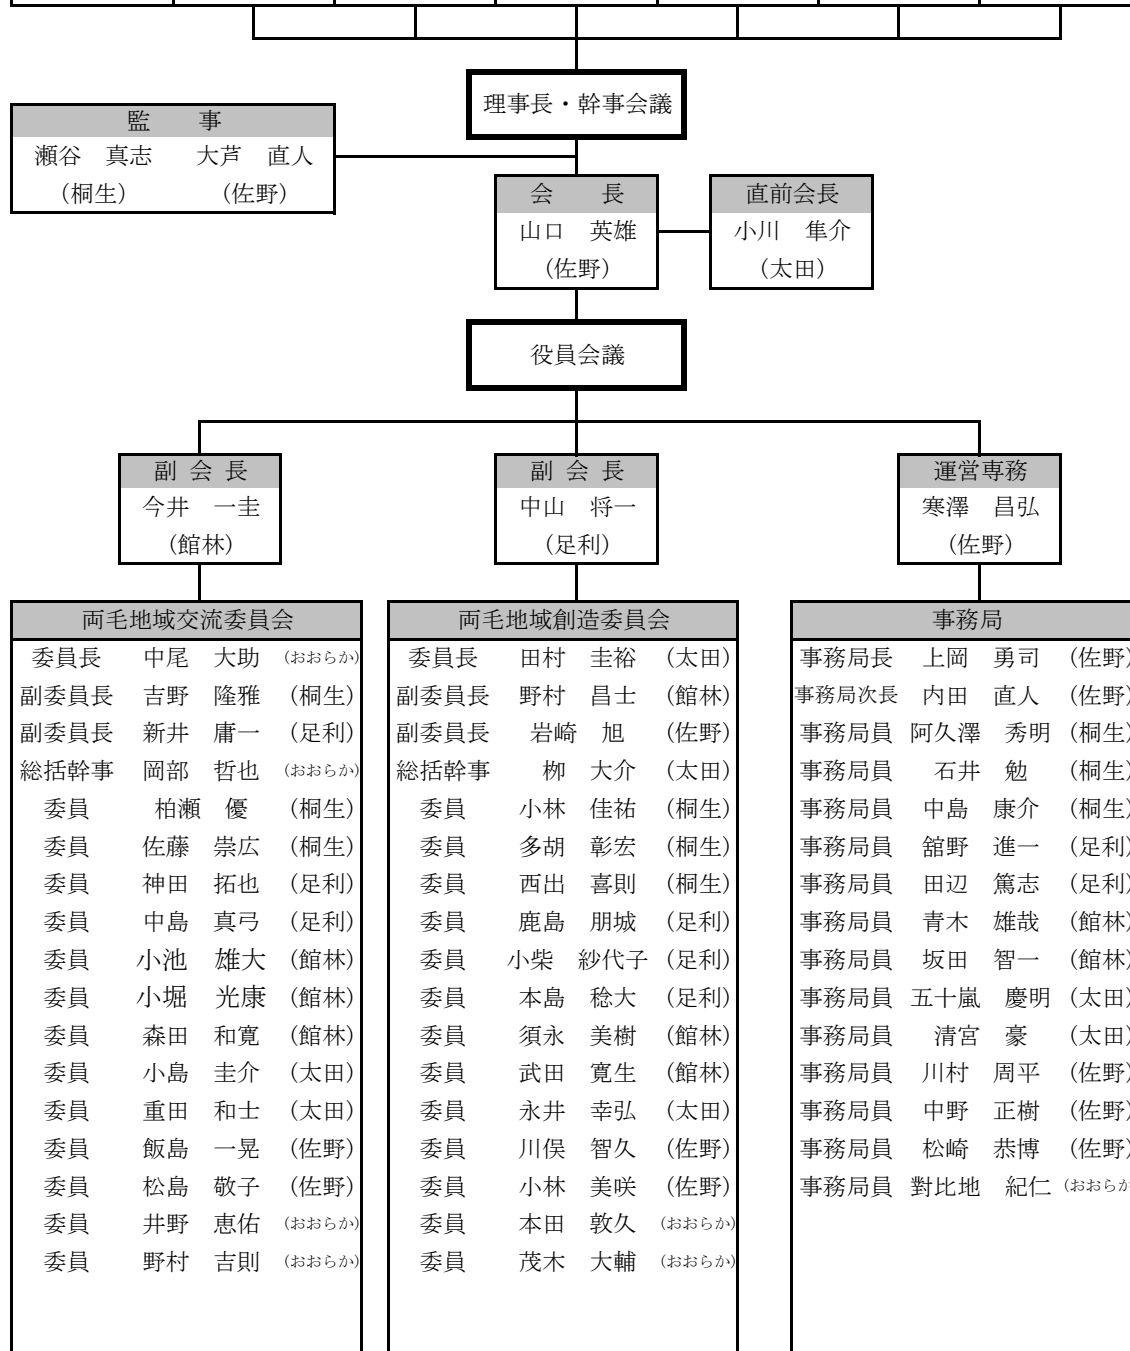 理事長・幹事会議
監　事
瀬谷　真志　大芦　直人
（桐生）　（佐野）
会　長
山口　英雄
（佐野）
直前会長
小川　隼介
（太田）
役員会議
副 会 長
今井　一圭
（館林）
副 会 長
中山　将一
（足利）
運営専務
寒澤　昌弘
（佐野）
両毛地域交流委員会
委員長　中尾　大助　（おおらか）
副委員長　吉野　隆雅　（桐生）
副委員長　新井　庸一　（足利）
総括幹事　岡部　哲也　（おおらか）
委員　柏瀬　優　（桐生）
委員　佐藤　崇広　（桐生）
委員　神田　拓也　（足利）
委員　中島　真弓　（足利）
委員　小池　雄大　（館林）
委員　小堀　光康　（館林）
委員　森田　和寛　（館林）
委員　小島　圭介　（太田）
委員　重田　和士　（太田）
委員　飯島　一晃　（佐野）
委員　松島　敬子　（佐野）
委員　井野　恵佑　（おおらか）
委員　野村　吉則　（おおらか）
両毛地域創造委員会
委員長　田村　圭裕　（太田）
副委員長　野村　昌士　（館林）
副委員長　岩崎　旭　（佐野）
総括幹事　栁　大介　（太田）
委員　小林　佳祐　（桐生）
委員　多胡　彰宏　（桐生）
委員　西出　喜則　（桐生）
委員　鹿島　朋城　（足利）
委員　小柴　紗代子　（足利）
委員　本島　稔大　（足利）
委員　須永　美樹　（館林）
委員　武田　寛生　（館林）
委員　永井　幸弘　（太田）
委員　川俣　智久　（佐野）
委員　小林　美咲　（佐野）
委員　本田　敦久　（おおらか）
委員　茂木　大輔　（おおらか）
事務局
事務局長　上岡　勇司　（佐野）
事務局次長　内田　直人　（佐野）
事務局員　阿久澤　秀明　（桐生）
事務局員　石井　勉　（桐生）
事務局員　中島　康介　（桐生）
事務局員　舘野　進一　（足利）
事務局員　田辺　篤志　（足利）
事務局員　青木　雄哉　（館林）
事務局員　坂田　智一　（館林）
事務局員　五十嵐　慶明　（太田）
事務局員　清宮　豪　（太田）
事務局員　川村　周平　（佐野）
事務局員　中野　正樹　（佐野）
事務局員　松崎　恭博　（佐野）
事務局員　對比地　紀仁　（おおらか